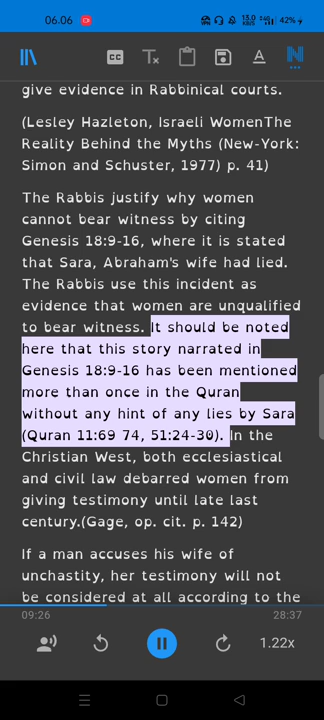 06.06
13.0 KB/S
42%
CC
give evidence in Rabbinical courts.
(Lesley Hazleton, Israeli WomenThe
Reality Behind the Myths (New-York:
Simon and Schuster, 1977) p. 41)
The Rabbis justify why women
cannot bear witness by citing
Genesis 18:9-16, where it is stated
that Sara, Abraham's wife had lied.
The Rabbis use this incident as
evidence that women are unqualified
to bear witness. It should be noted
here that this story narrated in
Genesis 18:9-16 has been mentioned
more than once in the Quran
without any hint of any lies by Sara
(Quran 11:69 74, 51:24-30). In the
Christian West, both ecclesiastical
and civil law debarred women from
giving testimony until late last
century.(Gage, op. cit. p. 142)
If a man accuses his wife of
unchastity, her testimony will not
be considered at all according to the
09:26
28:37
1.22x